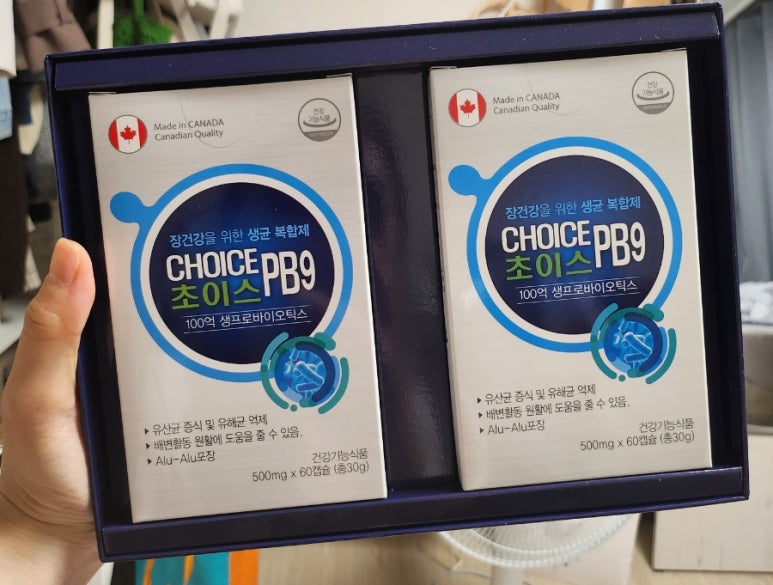 Made in CANADA
Canadian Quality
건강
기능식품
장건강을 위한 생균 복합제
CHOICE
초이스 PB9
100억 생프로바이오틱스
▸ 유산균 증식 및 유해균 억제
▸ 배변활동 원활에 도움을 줄 수 있음.
▸ Alu-Alu포장
건강기능식품
500mg x 60캡슐 (총30g)
Made in CANADA
Canadian Quality
건강
기능식품
장건강을 위한 생균 복합제
CHOICE
초이스 PB9
100억 생프로바이오틱스
▸ 유산균 증식 및 유해균 억제
▸ 배변활동 원활에 도움을 줄 수 있음.
▸ Alu-Alu포장
건강기능식품
500mg x 60캡슐 (총30g)